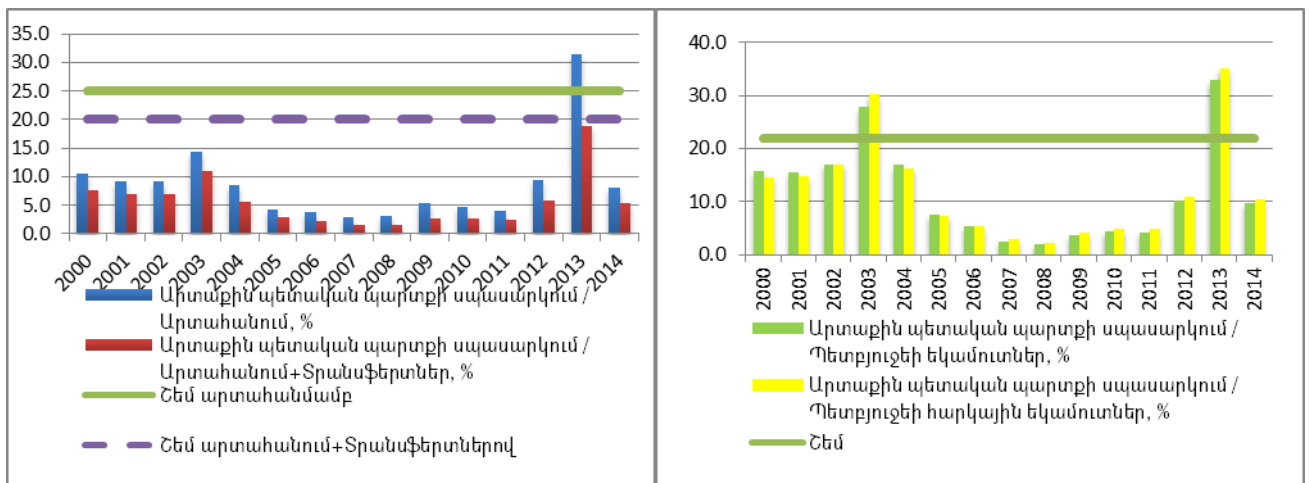 35.0
30.0
25.0
20.0
15.0
10.0
5.0
0.0
2000 2001 2002 2003 2004 2005 2006 2007 2008 2009 2010 2011 2012 2013 2014
Արտաքին պետական պարտքի սպասարկում /
Արտահանում, %
Արտաքին պետական պարտքի սպասարկում /
Արտահանում+Տրանսֆերտներ, %
Շեմ արտահանմամբ
Շեմ արտահանում+Տրանսֆերտներով
40.0
30.0
20.0
10.0
0.0
2000 2001 2002 2003 2004 2005 2006 2007 2008 2009 2010 2011 2012 2013 2014
Արտաքին պետական պարտքի սպասարկում /
Պետբյուջեի եկամուտներ, %
Արտաքին պետական պարտքի սպասարկում /
Պետբյուջեի հարկային եկամուտներ, %
Շեմ